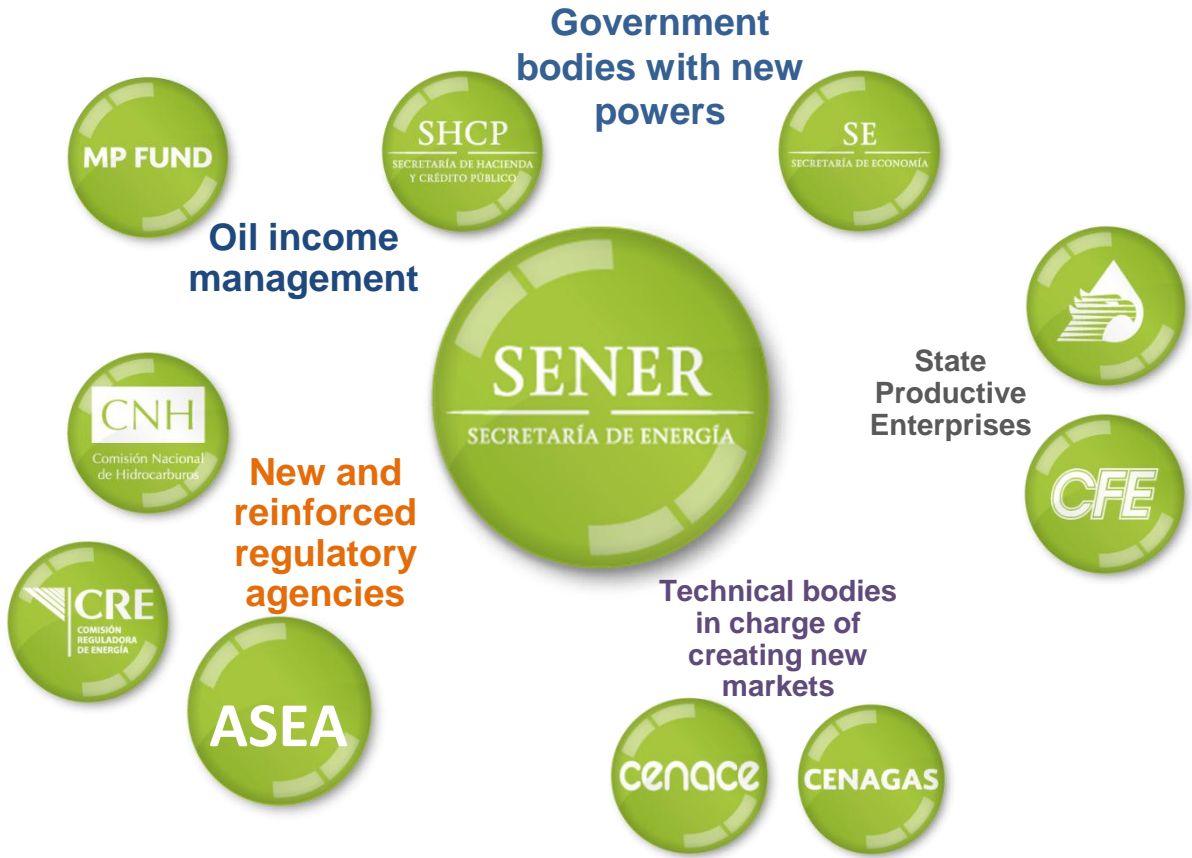 Government
bodies with new
powers
MP FUND
SHCP
SECRETARÍA DE HACIENDA
Y CRÉDITO PÚBLICO
SE
SECRETARÍA DE ECONOMÍA
Oil income
management
SENER
SECRETARÍA DE ENERGÍA
State
Productive
Enterprises
CFE
CNH
Comisión Nacional
de Hidrocarburos
New and
reinforced
regulatory
agencies
CRE
COMISIÓN
REGULADORA
DE ENERGÍA
ASEA
Technical bodies
in charge of
creating new
markets
cenace
CENAGAS